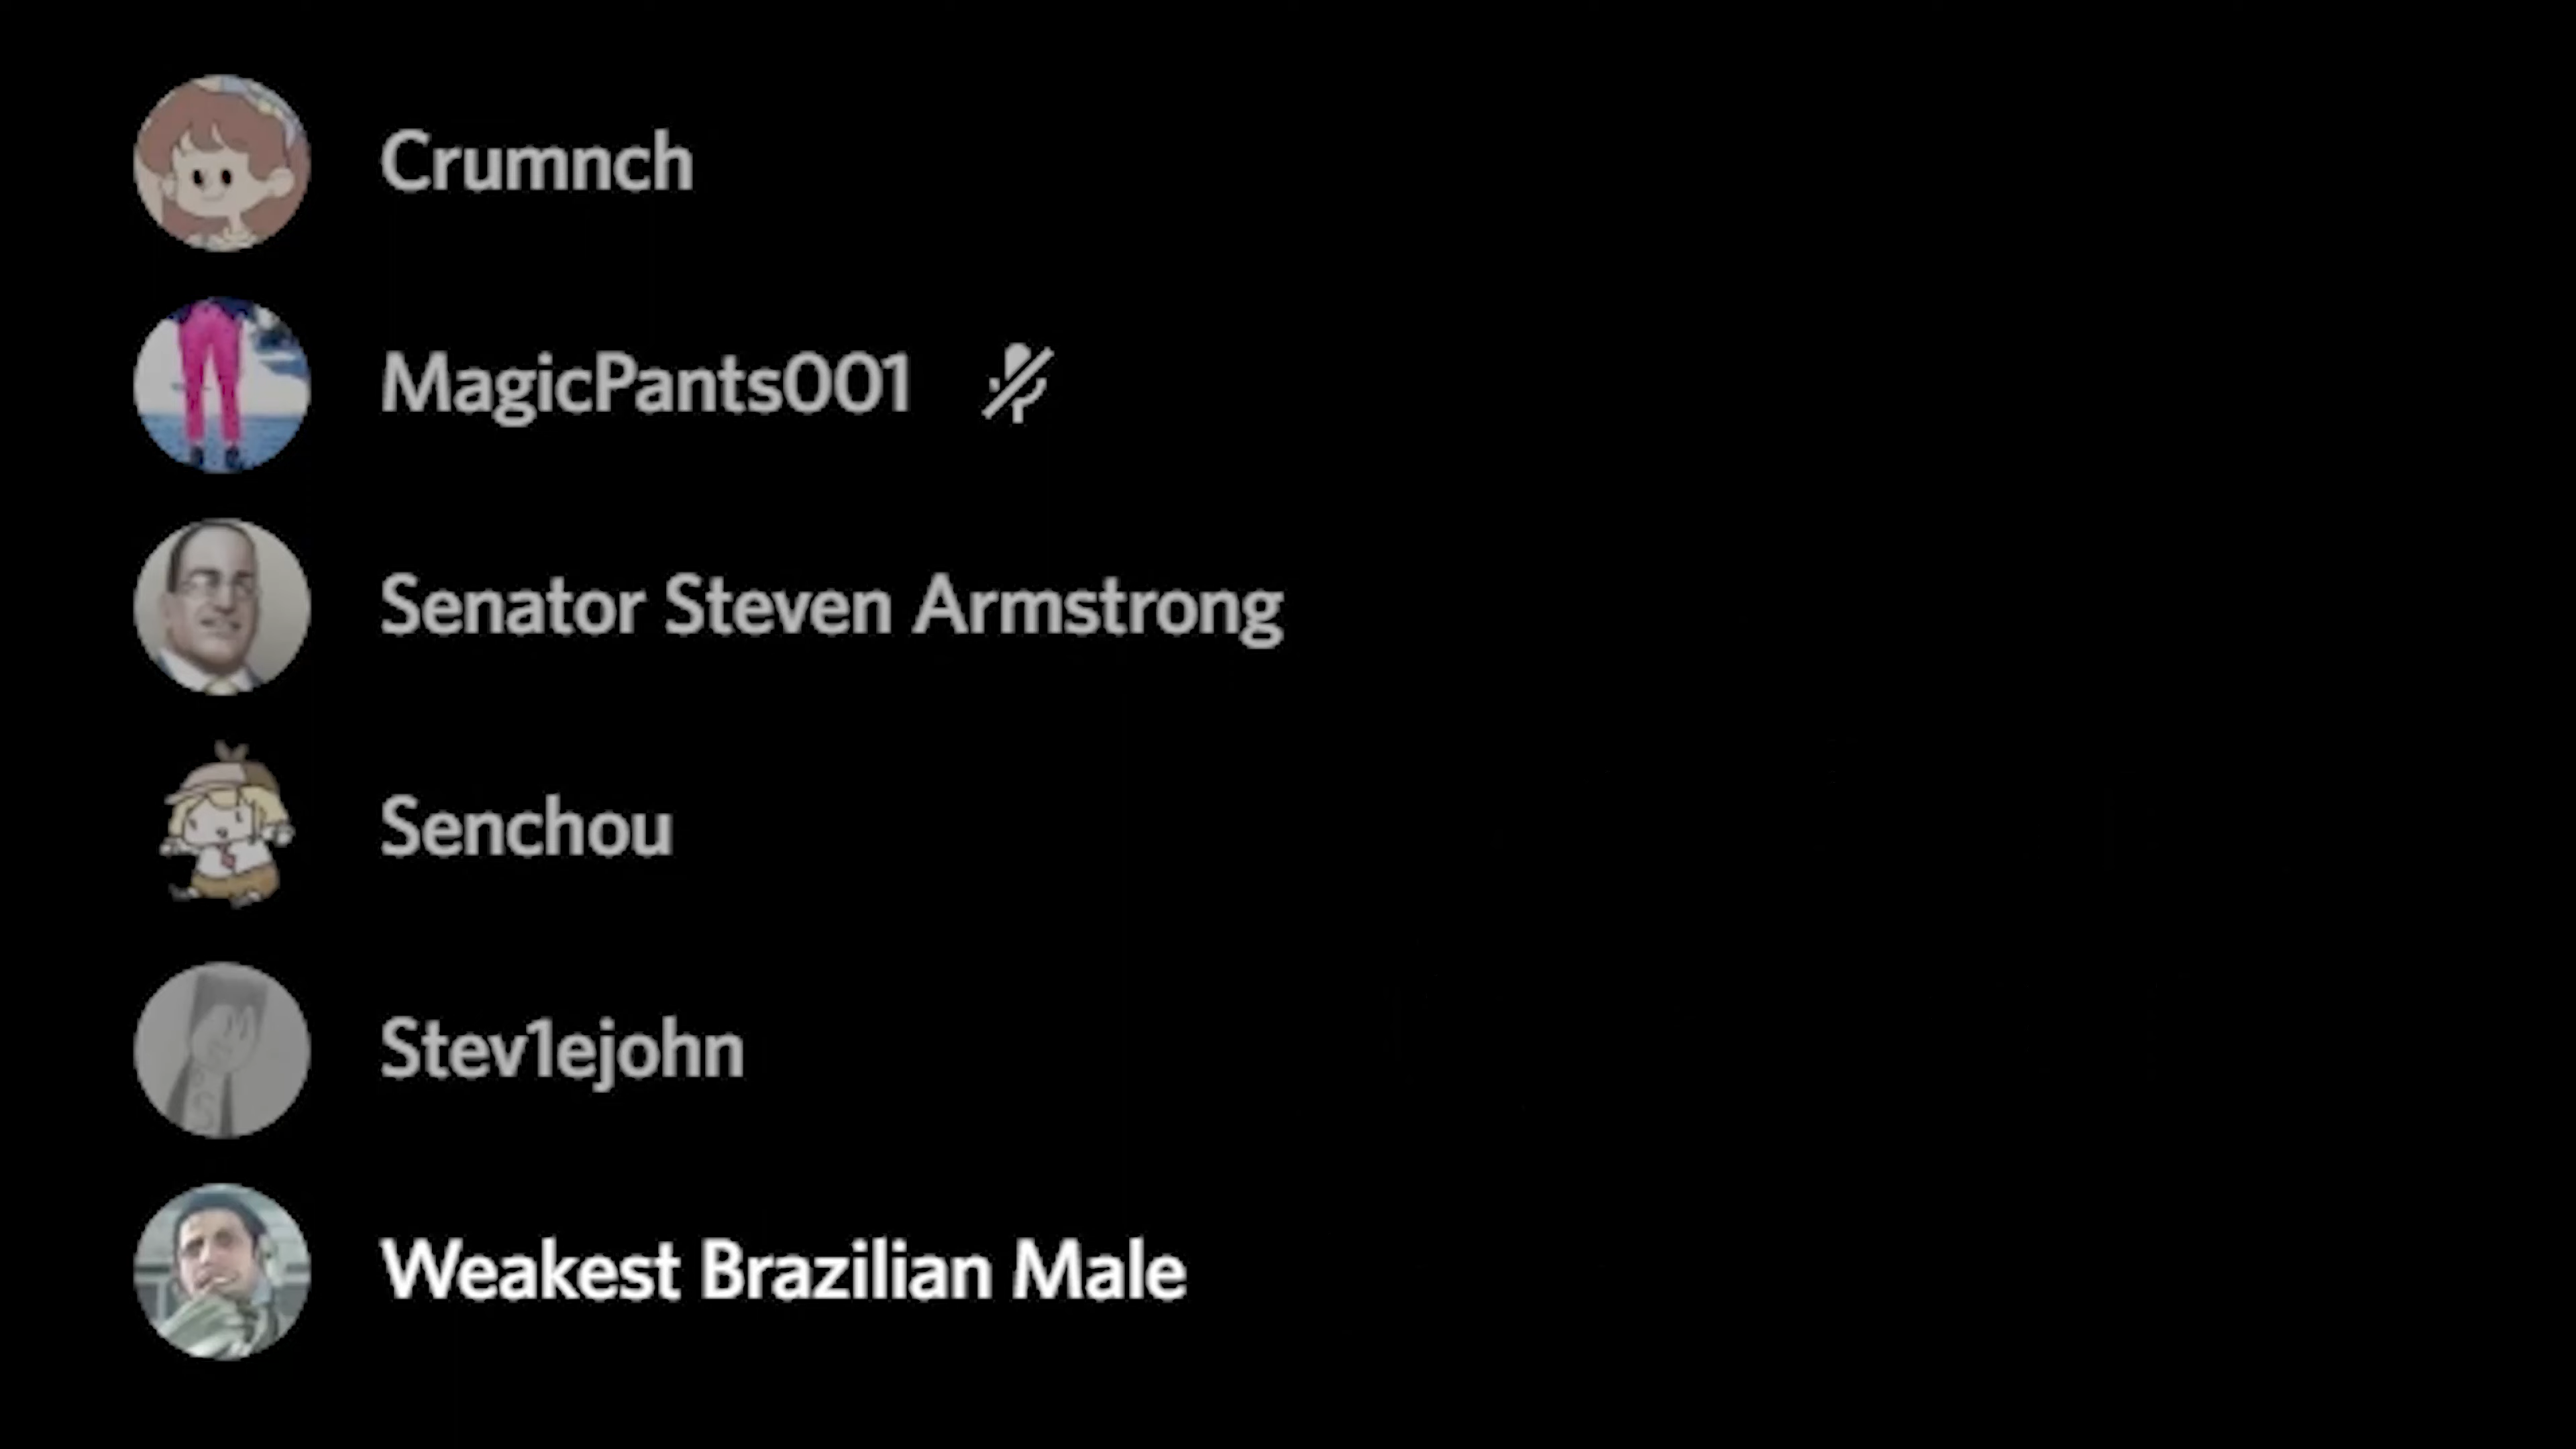 Crumnch
MagicPants001
Senator Steven Armstrong
Senchou
Stev1ejohn
Weakest Brazilian Male